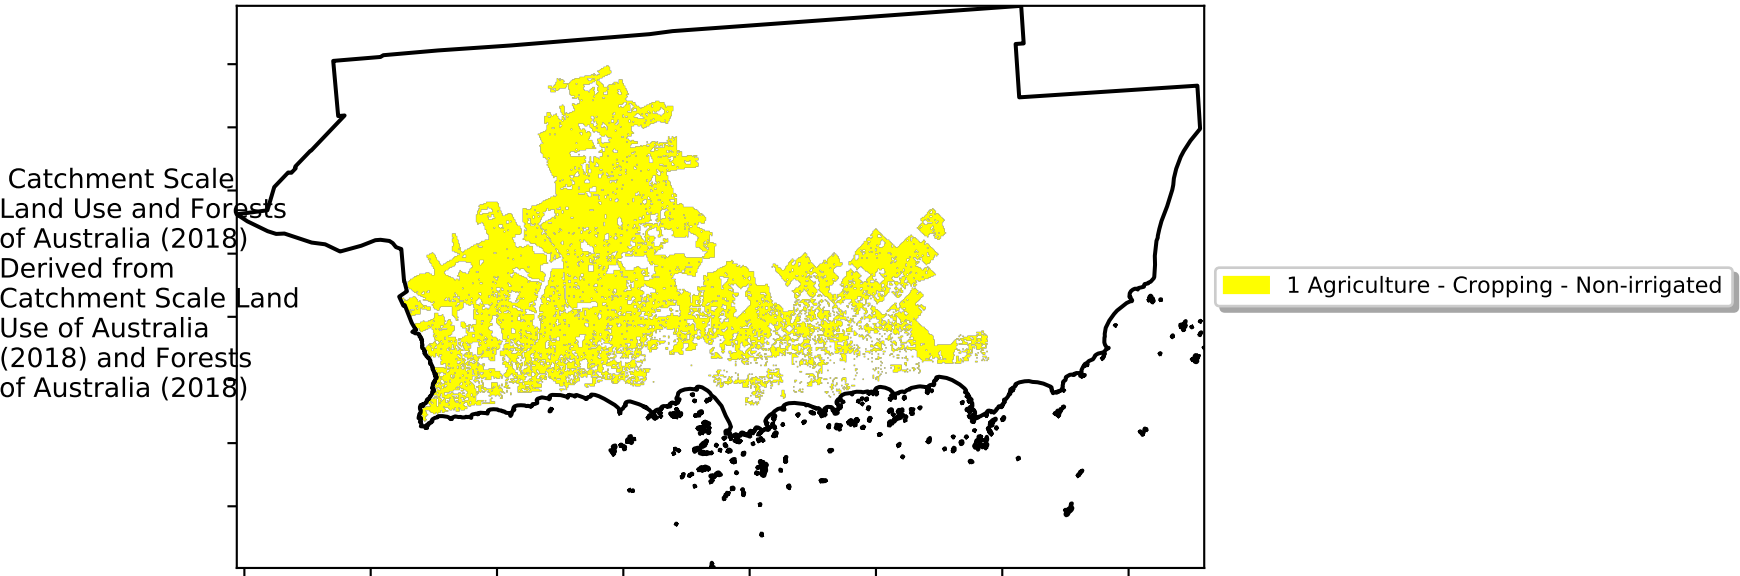 Catchment Scale
Land Use and Forests
of Australia (2018)
Derived from
Catchment Scale Land
Use of Australia
(2018) and Forests
of Australia (2018)
1 Agriculture - Cropping - Non-irrigated